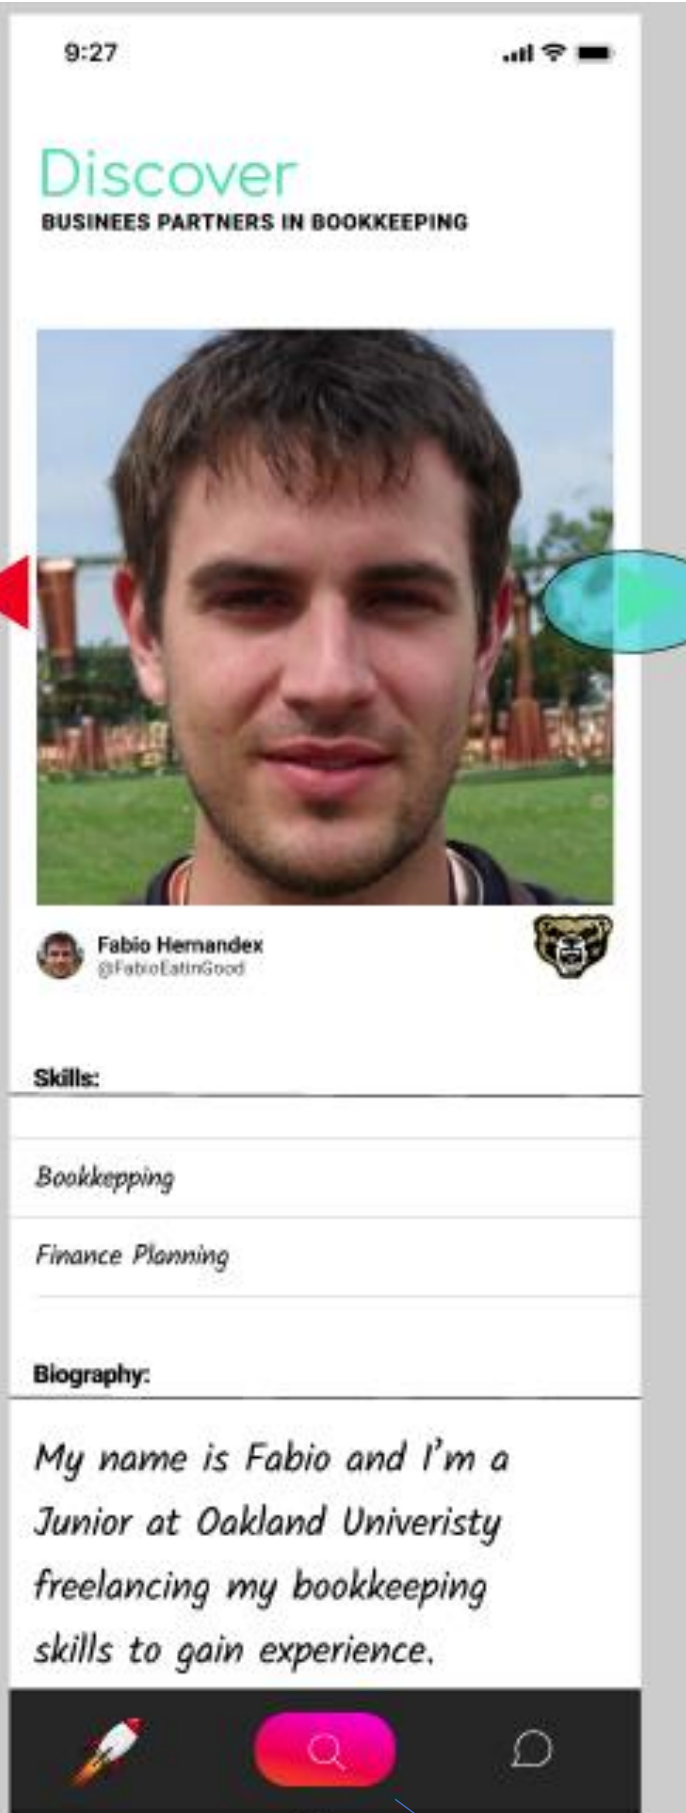 9:27
Discover
BUSINEES PARTNERS IN BOOKKEEPING
Fabio Hernandex
@FabioEatinGood
Skills:
Bookkepping
Finance Planning
Biography:
My name is Fabio and I'm a
Junior at Oakland Univeristy
freelancing my bookkeeping
skills to gain experience.